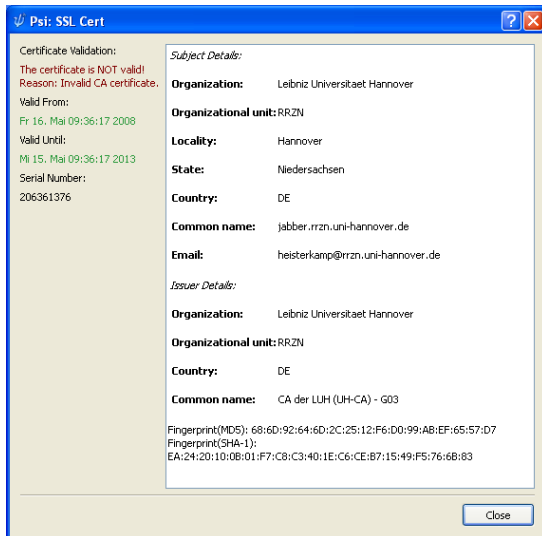 Psi: SSL Cert
Certificate Validation:
The certificate is NOT valid!
Reason: Invalid CA certificate.
Valid From:
Fr 16. Mai 09:36:17 2008
Valid Until:
Mi 15. Mai 09:36:17 2013
Serial Number:
206361376
Subject Details:
Organization: Leibniz Universitaet Hannover
Organizational unit: RRZN
Locality: Hannover
State: Niedersachsen
Country: DE
Common name: jabber.rrzn.uni-hannover.de
Email: heisterkamp@rrzn.uni-hannover.de
Issuer Details:
Organization: Leibniz Universitaet Hannover
Organizational unit: RRZN
Country: DE
Common name: CA der LUH (UH-CA) - G03
Fingerprint(MD5): 68:6D:92:64:6D:2C:25:12:F6:D0:99:AB:EF:65:57:D7
Fingerprint(SHA-1):
EA:24:20:10:0B:01:F7:C8:C3:40:1E:C6:CE:B7:15:49:F5:76:6B:83
Close